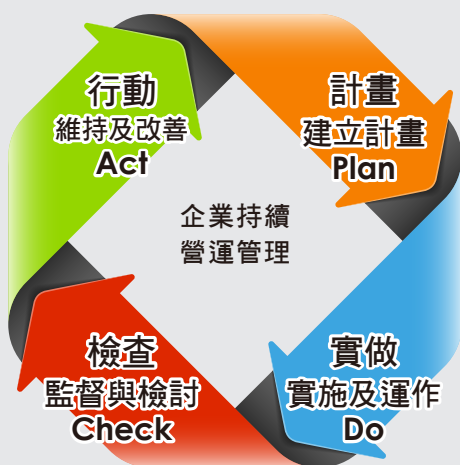 行動
維持及改善
Act
計畫
建立計畫
Plan
企業持續
營運管理
檢查
監督與檢討
Check
實做
實施及運作
Do